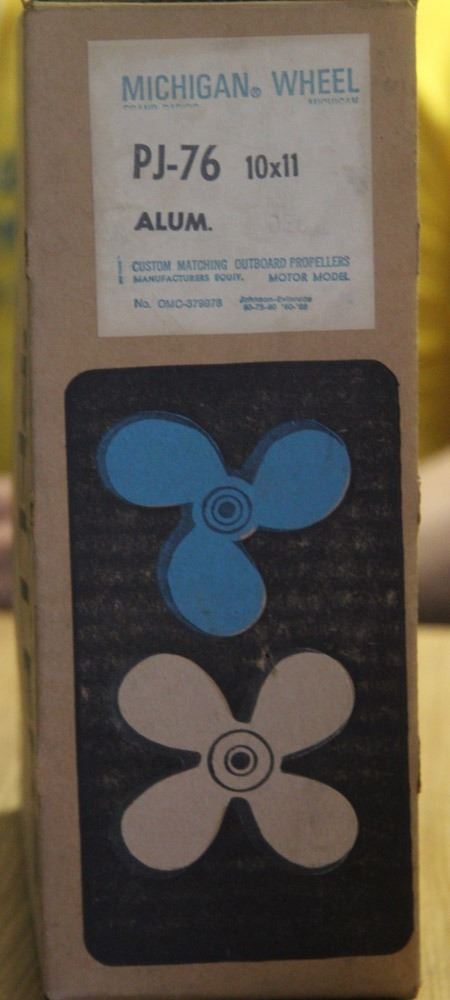 MICHIGAN® WHEEL
GRAND RAPIDS MICHIGAN
PJ-76 10x11
ALUM.
CUSTOM MATCHING OUTBOARD PROPELLERS
MANUFACTURERS EQUIV. MOTOR MODEL
No. OMC-378978 Johnson-Evinrude